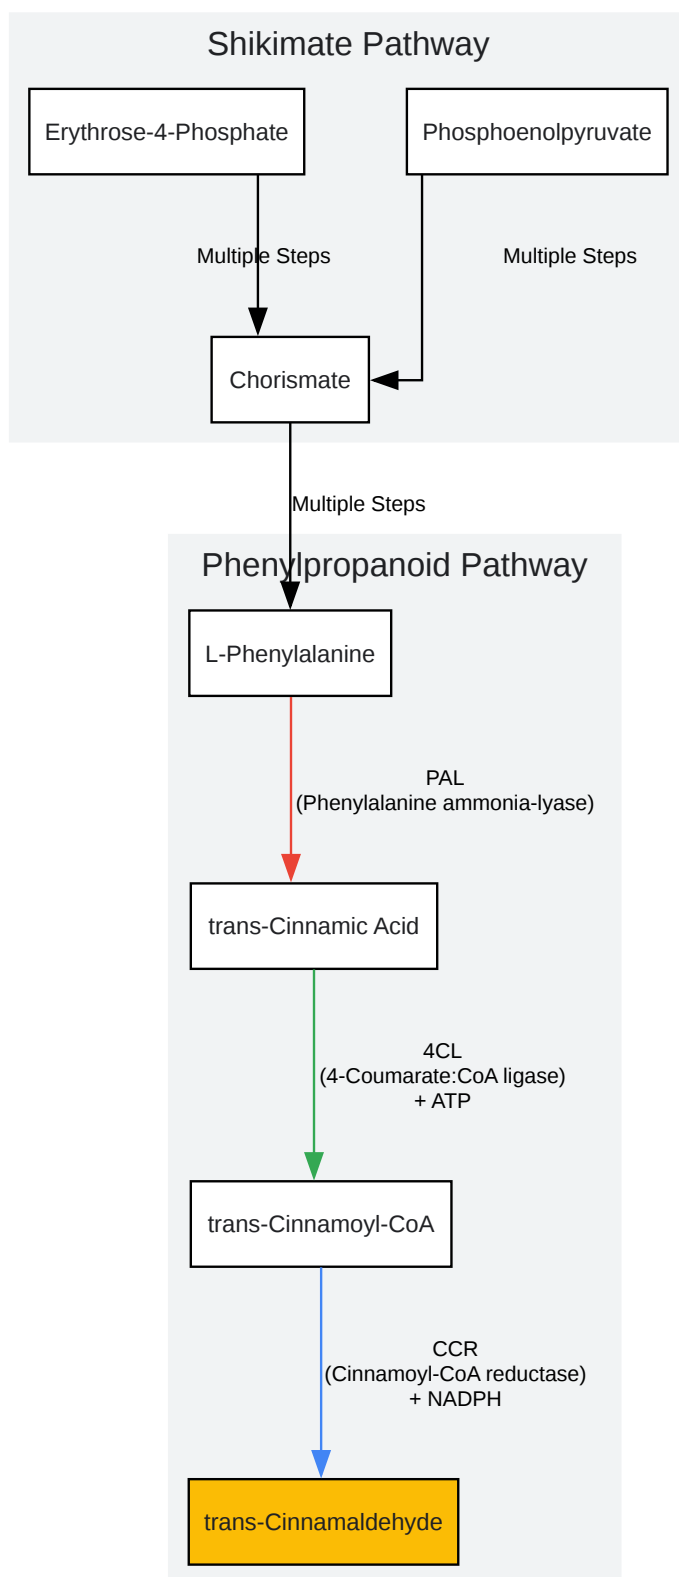 Shikimate Pathway
Erythrose-4-Phosphate
Phosphoenolpyruvate
Multiple Steps
Multiple Steps
Chorismate
Multiple Steps
Phenylpropanoid Pathway
L-Phenylalanine
PAL
(Phenylalanine ammonia-lyase)
trans-Cinnamic Acid
4CL
(4-Coumarate:CoA ligase)
+ ATP
trans-Cinnamoyl-CoA
CCR
(Cinnamoyl-CoA reductase)
+ NADPH
trans-Cinnamaldehyde